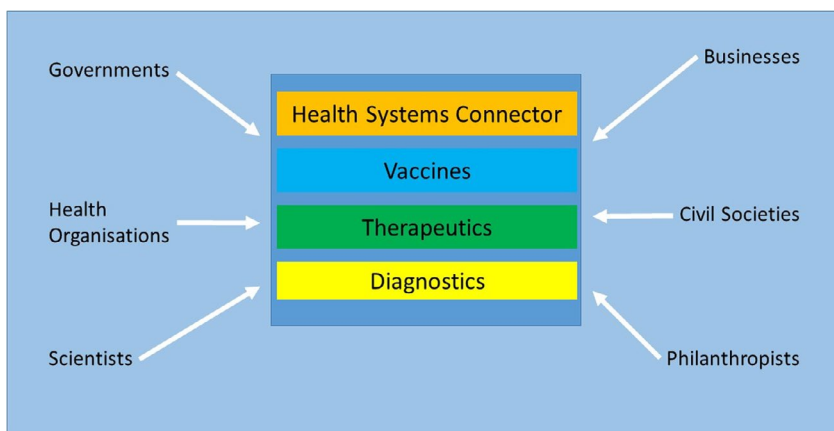 Governments
Businesses
Health Systems Connector
Vaccines
Health
Organisations
Civil Societies
Therapeutics
Diagnostics
Scientists
Philanthropists